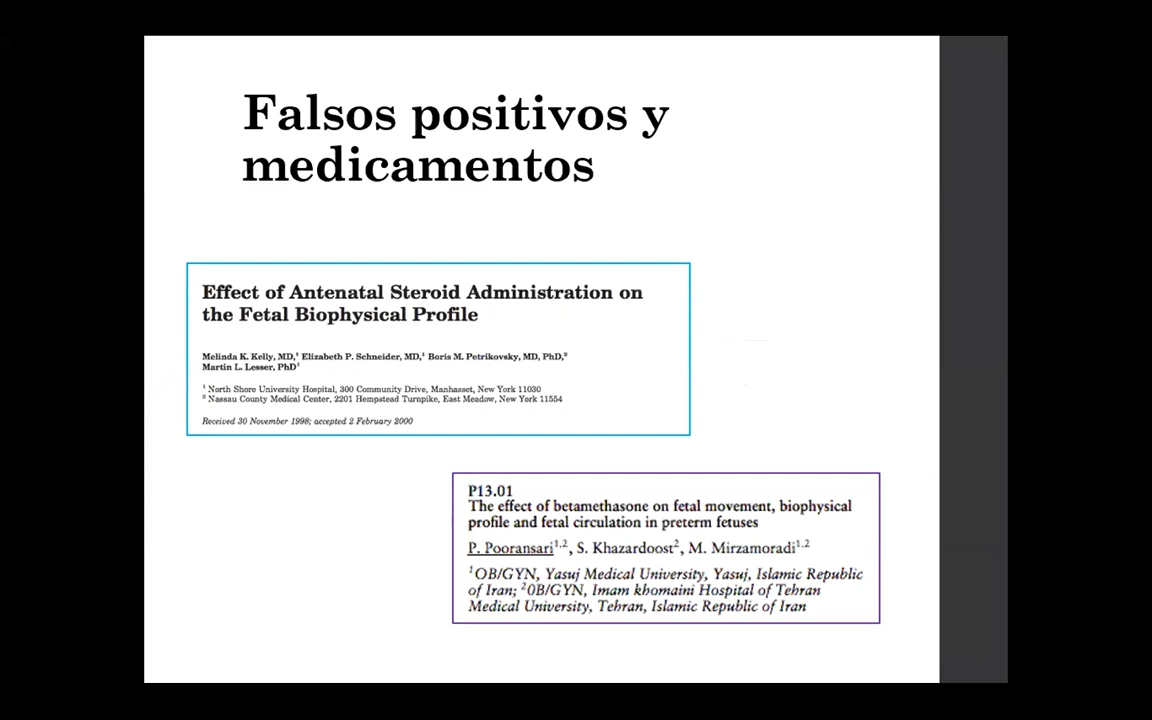 Falsos positivos y
medicamentos
Effect of Antenatal Steroid Administration on
the Fetal Biophysical Profile
Melinda K. Kelly, MD,¹ Elizabeth P. Schneider, MD,¹ Boris M. Petrikovsky, MD, PhD,²
Martin L. Lesser, PhD¹
¹ North Shore University Hospital, 300 Community Drive, Manhasset, New York 11030
² Nassau County Medical Center, 2201 Hempstead Turnpike, East Meadow, New York 11554
Received 30 November 1998; accepted 2 February 2000
P13.01
The effect of betamethasone on fetal movement, biophysical
profile and fetal circulation in preterm fetuses
P. Pooransari¹˒², S. Khazardoost², M. Mirzamoradi¹˒²
¹OB/GYN, Yasuj Medical University, Yasuj, Islamic Republic
of Iran; ²0B/GYN, Imam khomaini Hospital of Tehran
Medical University, Tehran, Islamic Republic of Iran